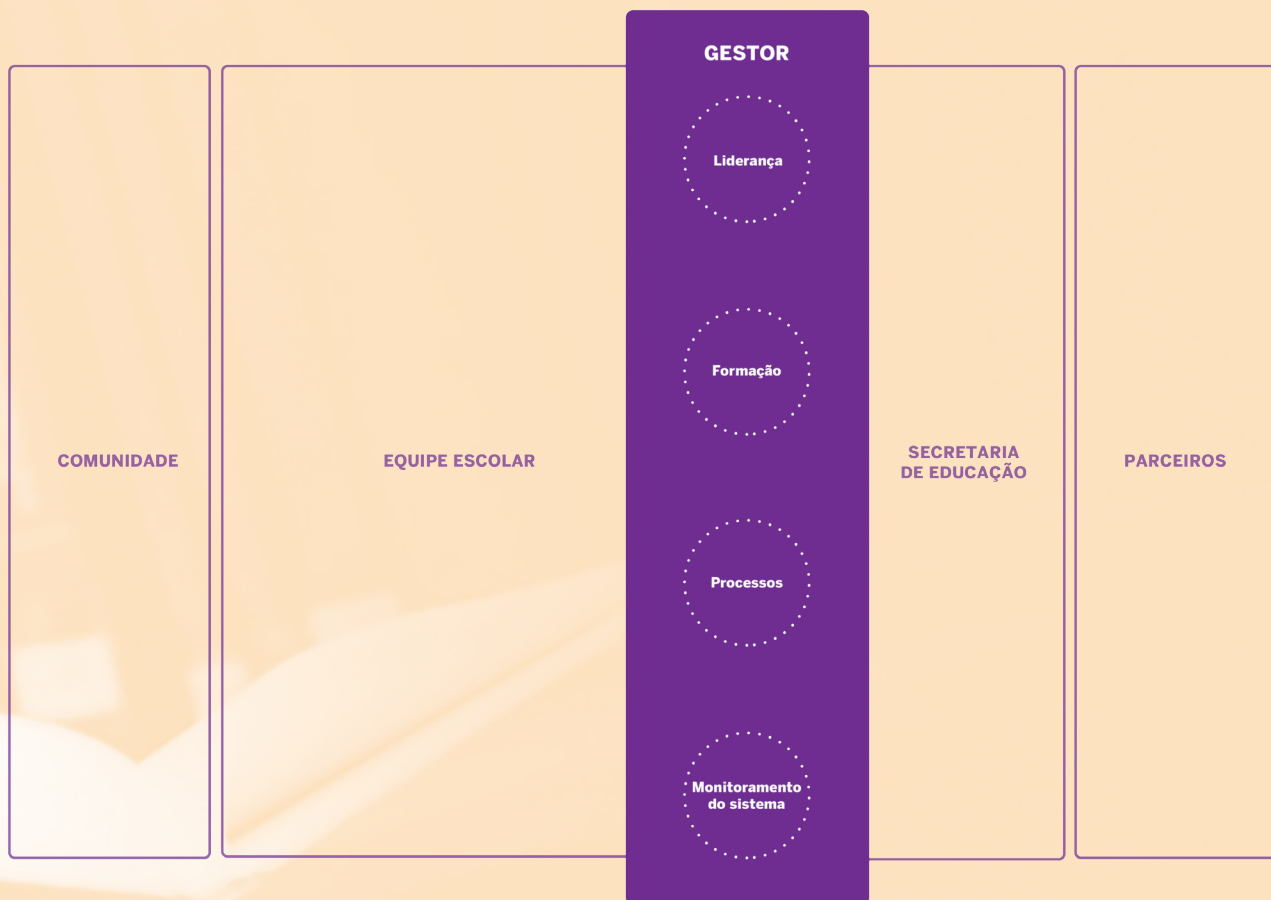 GESTOR
Liderança
Formação
COMUNIDADE
EQUIPE ESCOLAR
SECRETARIA
DE EDUCAÇÃO
PARCEIROS
Processos
Monitoramento
do sistema